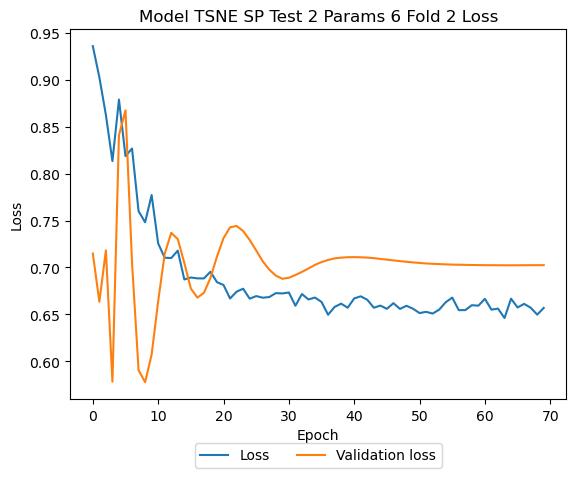 Model TSNE SP Test 2 Params 6 Fold 2 Loss
0.95
0.90
0.85
0.80
0.75
0.70
0.65
0.60
Loss
0 10 20 30 40 50 60 70
Epoch
Loss Validation loss